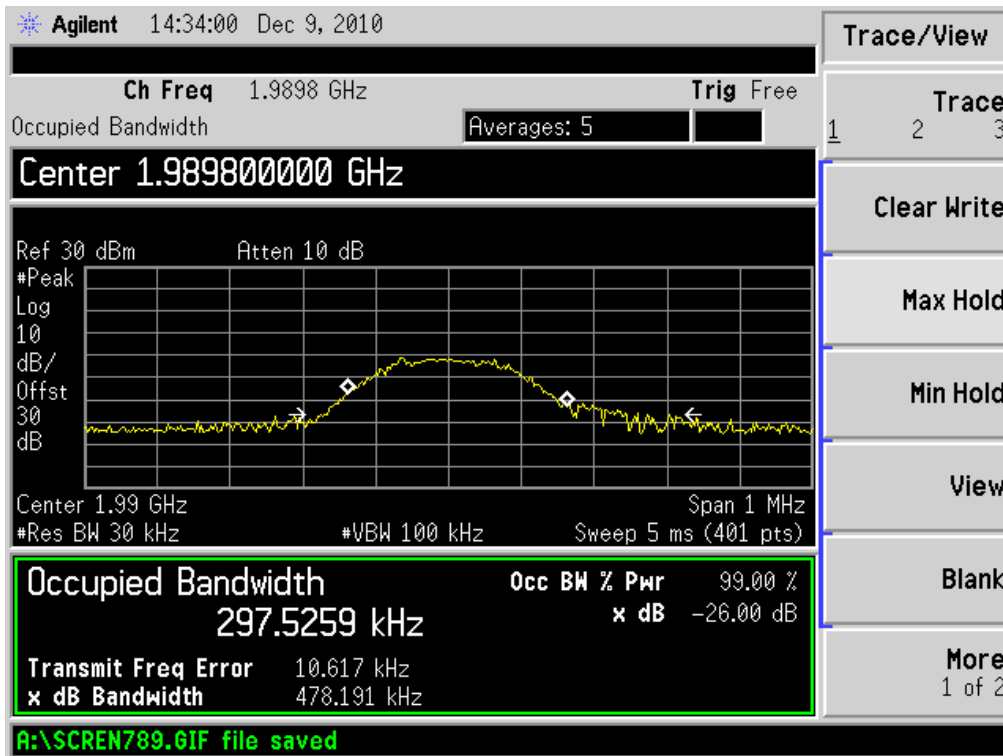 Agilent 14:34:00 Dec 9, 2010
Ch Freq 1.9898 GHz Trig Free
Occupied Bandwidth Averages: 5
Center 1.989800000 GHz
Ref 30 dBm Atten 10 dB
#Peak
Log
10
dB/
Offst
30
dB
Center 1.99 GHz Span 1 MHz
#Res BW 30 kHz #VBW 100 kHz Sweep 5 ms (401 pts)
Occupied Bandwidth Occ BW % Pwr 99.00 %
297.5259 kHz x dB -26.00 dB
Transmit Freq Error 10.617 kHz
x dB Bandwidth 478.191 kHz
A:\SCREN789.GIF file saved
Trace/View
Trace
1 2 3
Clear Write
Max Hold
Min Hold
View
Blank
More
1 of 2